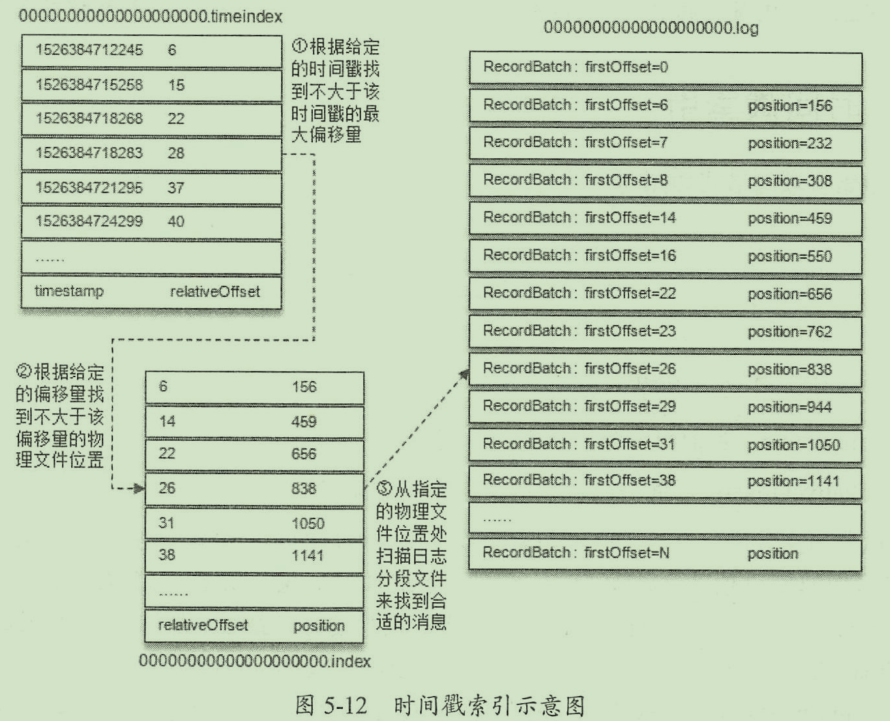 00000000000000000000.timeindex
1526384712245 6
1526384715258 15
1526384718268 22
1526384718283 28
1526384721295 37
1526384724299 40
……
timestamp relativeOffset
①根据给定
的时间戳找
到不大于该
时间戳的最
大偏移量
②根据给定
的偏移量找
到不大于该
偏移量的物
理文件位置
6 156
14 459
22 656
26 838
31 1050
38 1141
……
relativeOffset position
00000000000000000000.index
③从指定
的物理文
件位置处
扫描日志
分段文件
来找到合
适的消息
00000000000000000000.log
RecordBatch: firstOffset=0
RecordBatch: firstOffset=6 position=156
RecordBatch: firstOffset=7 position=232
RecordBatch: firstOffset=8 position=308
RecordBatch: firstOffset=14 position=459
RecordBatch: firstOffset=16 position=550
RecordBatch: firstOffset=22 position=656
RecordBatch: firstOffset=23 position=762
RecordBatch: firstOffset=26 position=838
RecordBatch: firstOffset=29 position=944
RecordBatch: firstOffset=31 position=1050
RecordBatch: firstOffset=38 position=1141
……
RecordBatch: firstOffset=N position
图 5-12 时间戳索引示意图